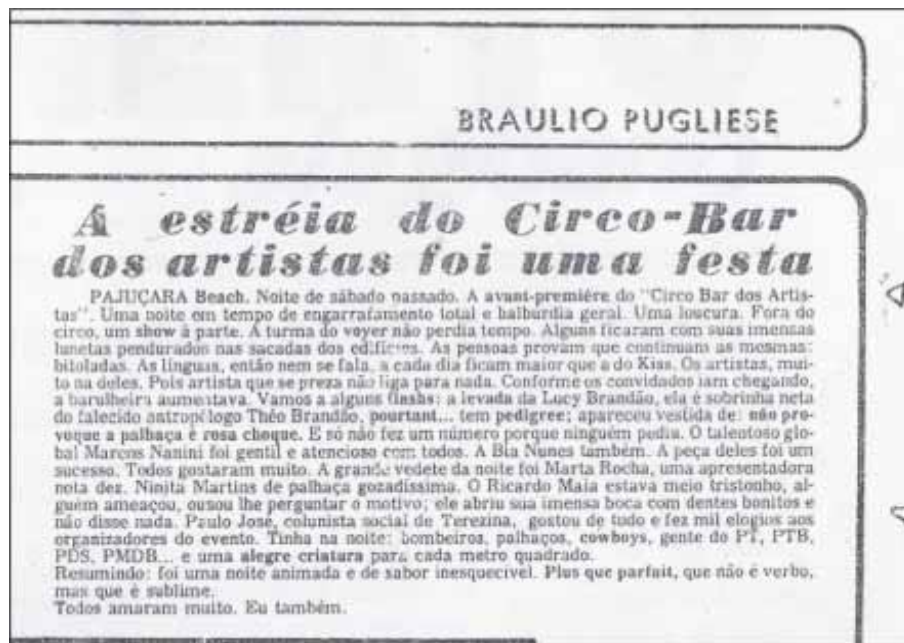 BRAULIO PUGLIESE
A estréia do Circo-Bar
dos artistas foi uma festa
PAJUÇARA Beach. Noite de sábado passado. A avant-premiére do "Circo Bar dos Artis-
tas". Uma noite em tempo de engarrafamento total e balbúrdia geral. Uma loucura. Fora do
circo, um show à parte. A turma do voyer não perdia tempo. Alguns ficaram com suas imensas
lunetas pendurados nas sacadas dos edifícios. As pessoas provam que continuam as mesmas:
bitoladas. As línguas, então nem se fala, a cada dia ficam maior que a do Kiss. Os artistas, mui-
to na deles. Pois artista que se preza não liga para nada. Conforme os convidados iam chegando,
a barulheira aumentava. Vamos a alguns flashs: a levada da Lucy Brandão, ela é sobrinha neta
do falecido antropólogo Théo Brandão, pourtant... tem pedigree; apareceu vestida de: não pro-
voque a palhaça é rosa choque. E só não fez um número porque ninguém pediu. O talentoso glo-
bal Marcos Nanini foi gentil e atencioso com todos. A Bia Nunes também. A peça deles foi um
sucesso. Todos gostaram muito. A grande vedete da noite foi Marta Rocha, uma apresentadora
nota dez. Ninita Martins de palhaça gozadíssima. O Ricardo Maia estava meio tristonho, al-
guém ameaçou, ousou lhe perguntar o motivo; ele abriu sua imensa boca com dentes bonitos e
não disse nada. Paulo José, colunista social de Terezina, gostou de tudo e fez mil elogios aos
organizadores do evento. Tinha na noite: bombeiros, palhaços, cowboys, gente do PT, PTB,
PDS, PMDB... e uma alegre criatura para cada metro quadrado.
Resumindo: foi uma noite animada e de sabor inesquecível. Plus que parfait, que não é verbo,
mas que é sublime.
Todos amaram muito. Eu também.